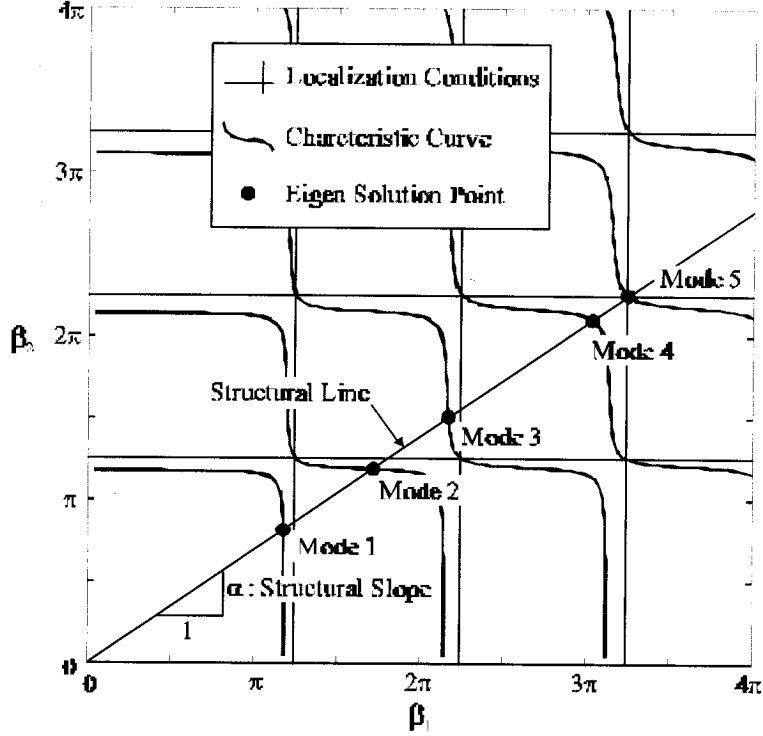 4π
Localization Conditions
Charcteristic Curve
Eigen Solution Point
3π
Mode 5
β₂
2π
Mode 4
Structural Line
Mode 3
π
Mode 2
Mode 1
α : Structural Slope
1
0
0
π
2π
3π
4π
β₁